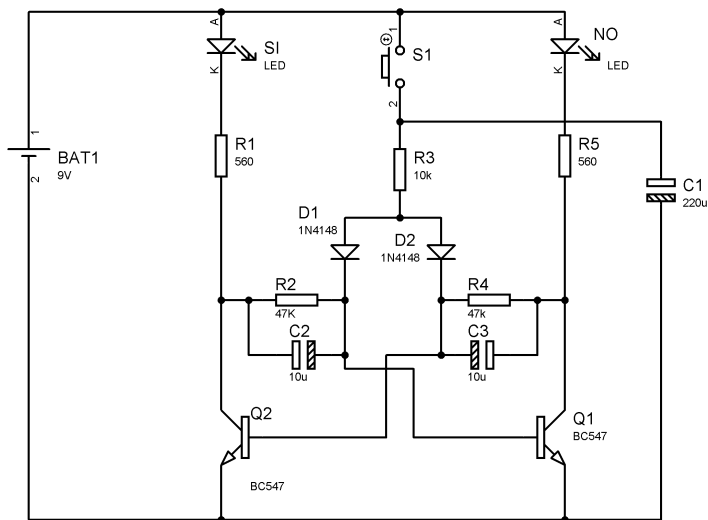 A
SI
LED
K
1
S1
2
A
NO
LED
K
1
BAT1
9V
2
R1
560
R3
10k
R5
560
C1
220u
D1
1N4148
D2
1N4148
R2
47K
R4
47k
C2
10u
C3
10u
Q2
BC547
Q1
BC547